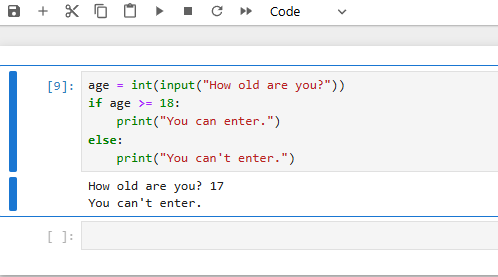 Code
[9]: age = int(input("How old are you?"))
if age >= 18:
    print("You can enter.")
else:
    print("You can't enter.")
How old are you? 17
You can't enter.
[ ]: